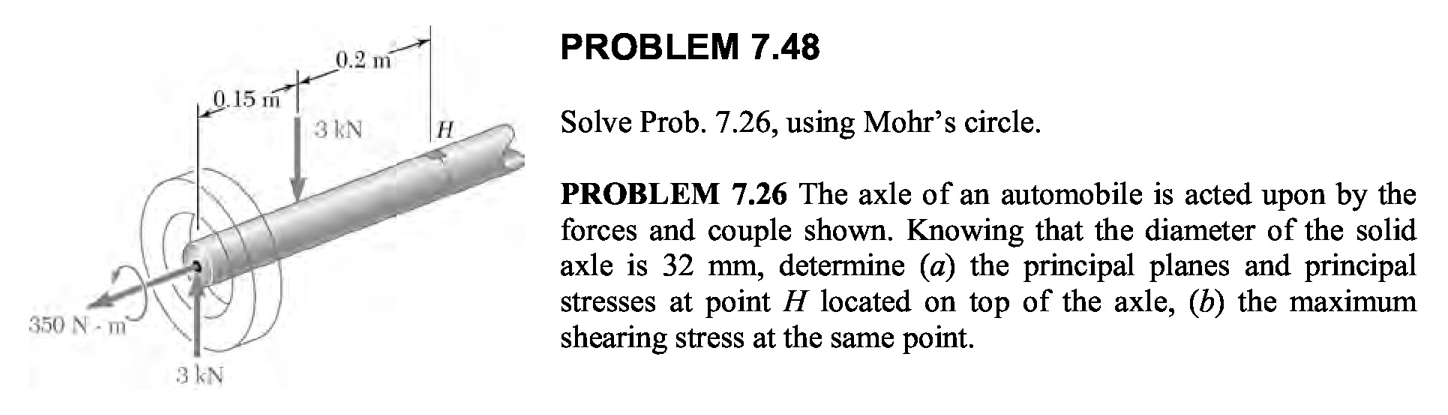 0.2 m
0.15 m
3 kN
H
350 N · m
3 kN
PROBLEM 7.48
Solve Prob. 7.26, using Mohr's circle.
PROBLEM 7.26 The axle of an automobile is acted upon by the
forces and couple shown. Knowing that the diameter of the solid
axle is 32 mm, determine (a) the principal planes and principal
stresses at point H located on top of the axle, (b) the maximum
shearing stress at the same point.